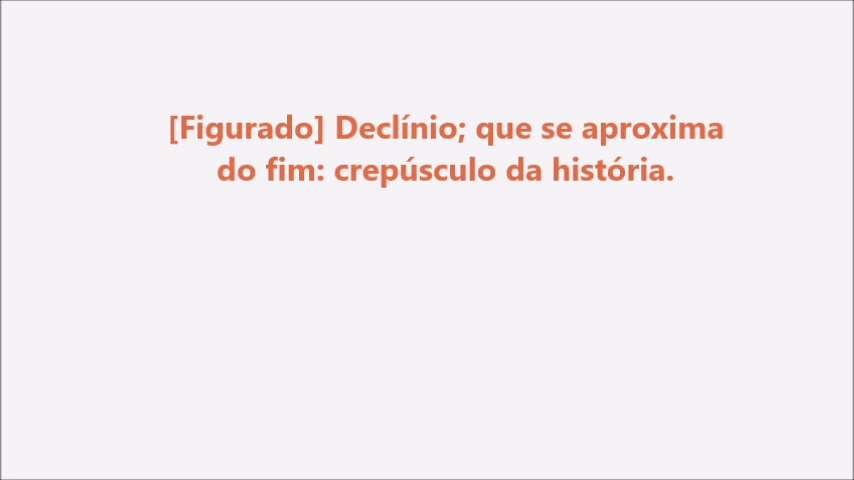 [Figurado] Declínio; que se aproxima
do fim: crepúsculo da história.